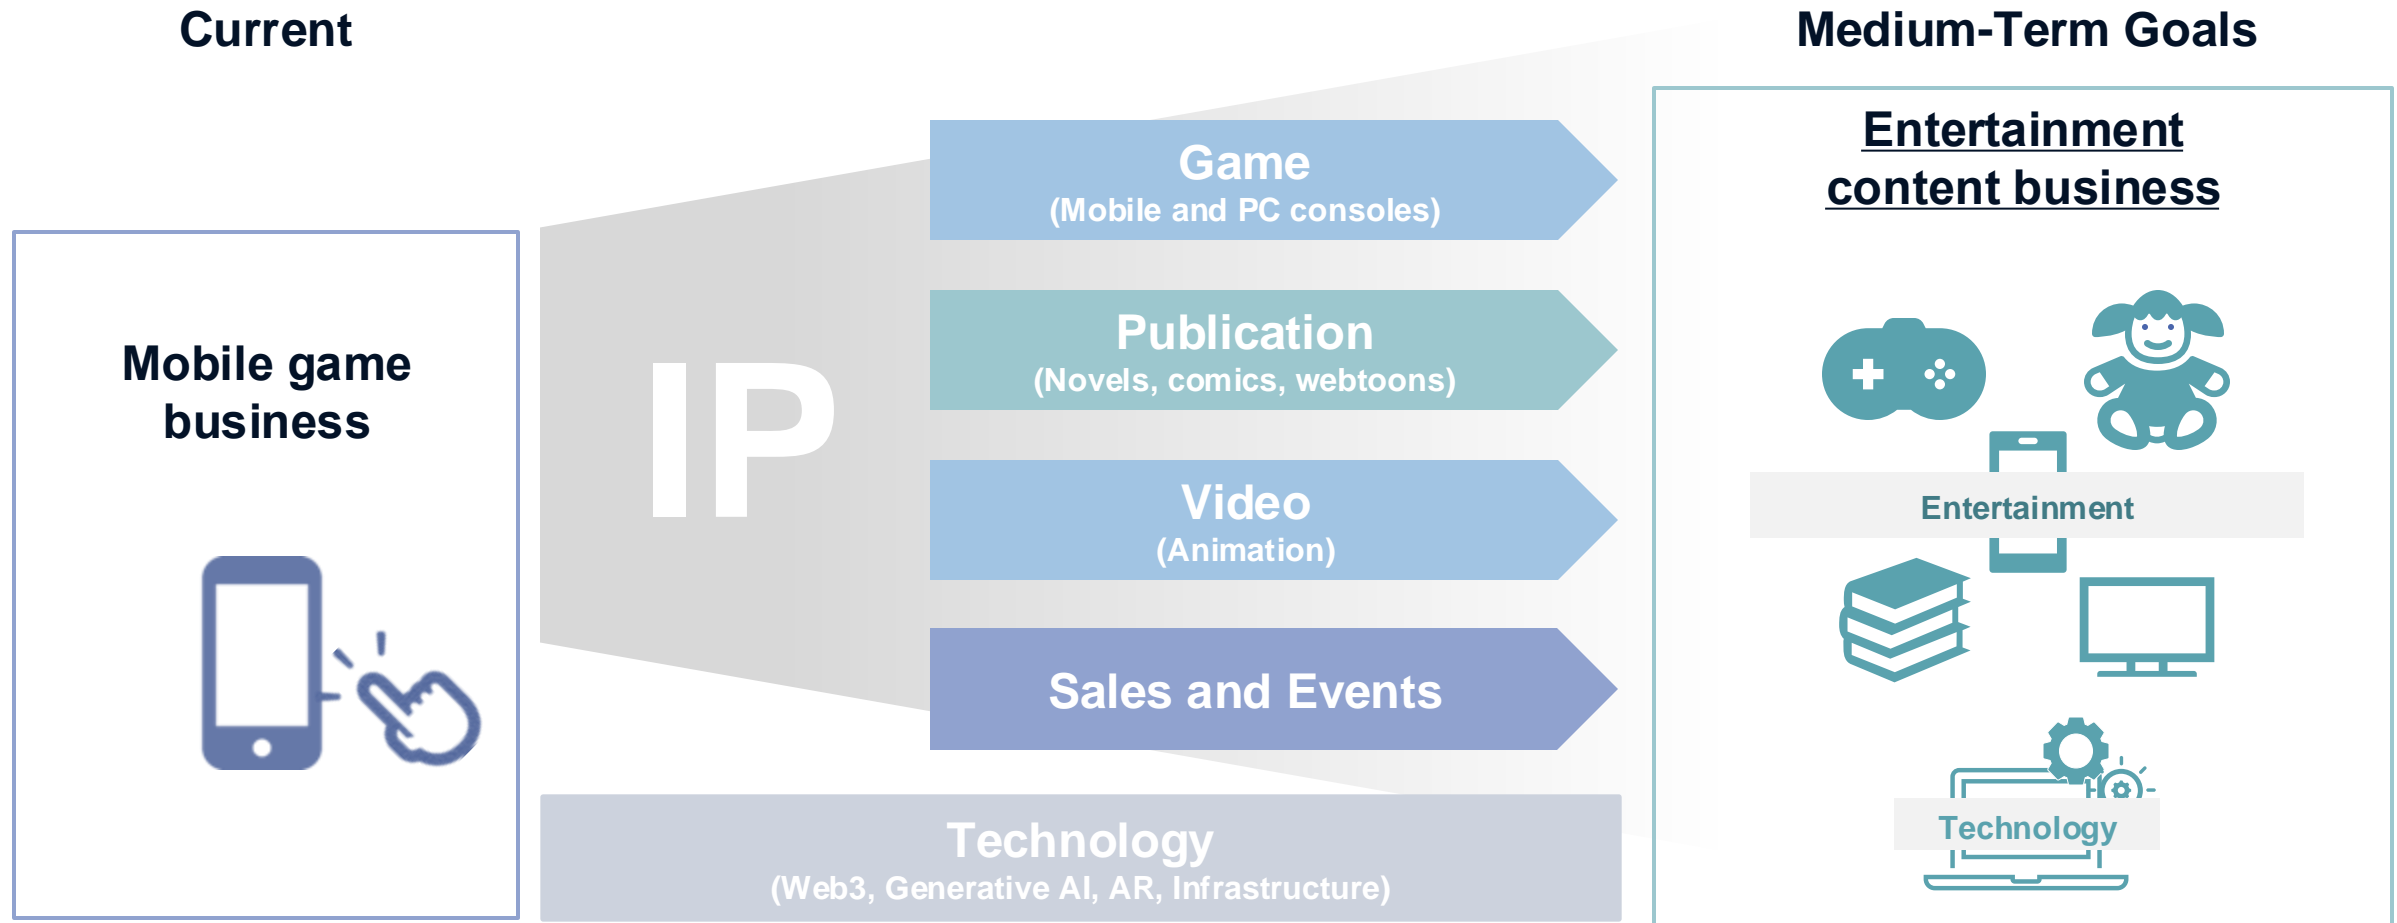 Current
Medium-Term Goals
Mobile game
business
IP
Game
(Mobile and PC consoles)
Publication
(Novels, comics, webtoons)
Video
(Animation)
Sales and Events
Technology
(Web3, Generative AI, AR, Infrastructure)
Entertainment
content business
Entertainment
Technology